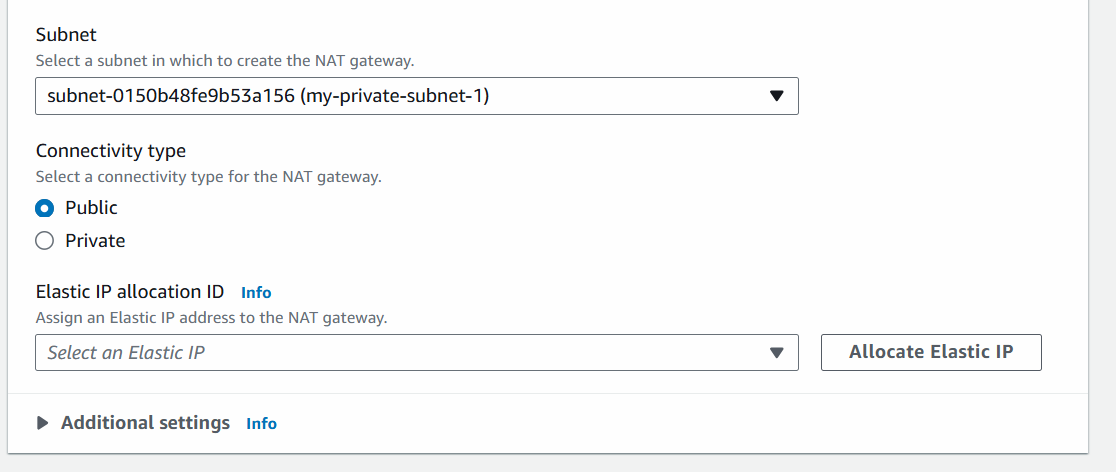 Subnet
Select a subnet in which to create the NAT gateway.
subnet-0150b48fe9b53a156 (my-private-subnet-1)
Connectivity type
Select a connectivity type for the NAT gateway.
Public
Private
Elastic IP allocation ID Info
Assign an Elastic IP address to the NAT gateway.
Select an Elastic IP Allocate Elastic IP
Additional settings Info